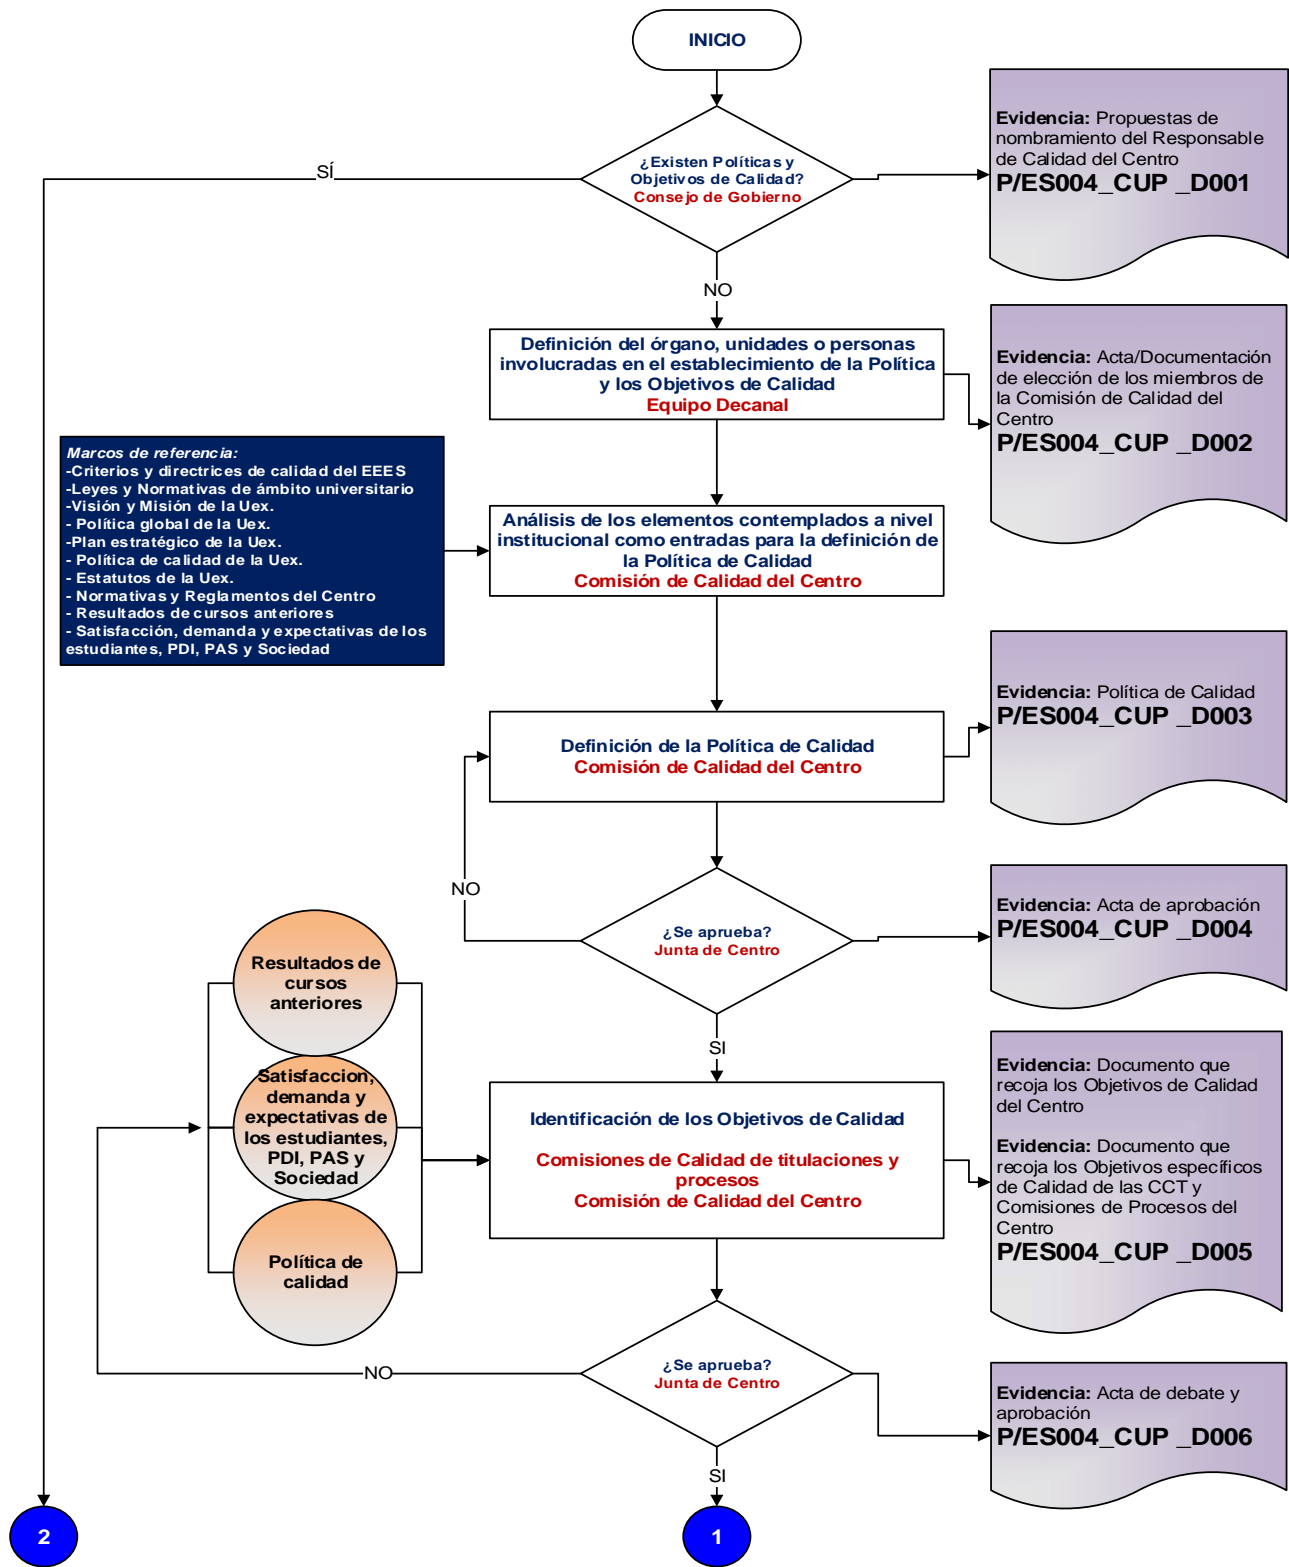 INICIO
¿Existen Políticas y
Objetivos de Calidad?
Consejo de Gobierno
SÍ
Evidencia: Propuestas de
nombramiento del Responsable
de Calidad del Centro
P/ES004_CUP _D001
NO
Definición del órgano, unidades o personas
involucradas en el establecimiento de la Política
y los Objetivos de Calidad
Equipo Decanal
Evidencia: Acta/Documentación
de elección de los miembros de
la Comisión de Calidad del
Centro
P/ES004_CUP _D002
Marcos de referencia:
-Criterios y directrices de calidad del EEES
-Leyes y Normativas de ámbito universitario
-Visión y Misión de la Uex.
- Política global de la Uex.
-Plan estratégico de la Uex.
- Política de calidad de la Uex.
- Estatutos de la Uex.
- Normativas y Reglamentos del Centro
- Resultados de cursos anteriores
- Satisfacción, demanda y expectativas de los
estudiantes, PDI, PAS y Sociedad
Análisis de los elementos contemplados a nivel
institucional como entradas para la definición de
la Política de Calidad
Comisión de Calidad del Centro
Definición de la Política de Calidad
Comisión de Calidad del Centro
Evidencia: Política de Calidad
P/ES004_CUP _D003
NO
¿Se aprueba?
Junta de Centro
Evidencia: Acta de aprobación
P/ES004_CUP _D004
SI
Resultados de
cursos
anteriores
Satisfaccion,
demanda y
expectativas de
los estudiantes,
PDI, PAS y
Sociedad
Política de
calidad
Identificación de los Objetivos de Calidad
Comisiones de Calidad de titulaciones y
procesos
Comisión de Calidad del Centro
Evidencia: Documento que
recoja los Objetivos de Calidad
del Centro
Evidencia: Documento que
recoja los Objetivos específicos
de Calidad de las CCT y
Comisiones de Procesos del
Centro
P/ES004_CUP _D005
NO
¿Se aprueba?
Junta de Centro
Evidencia: Acta de debate y
aprobación
P/ES004_CUP _D006
SI
2
1